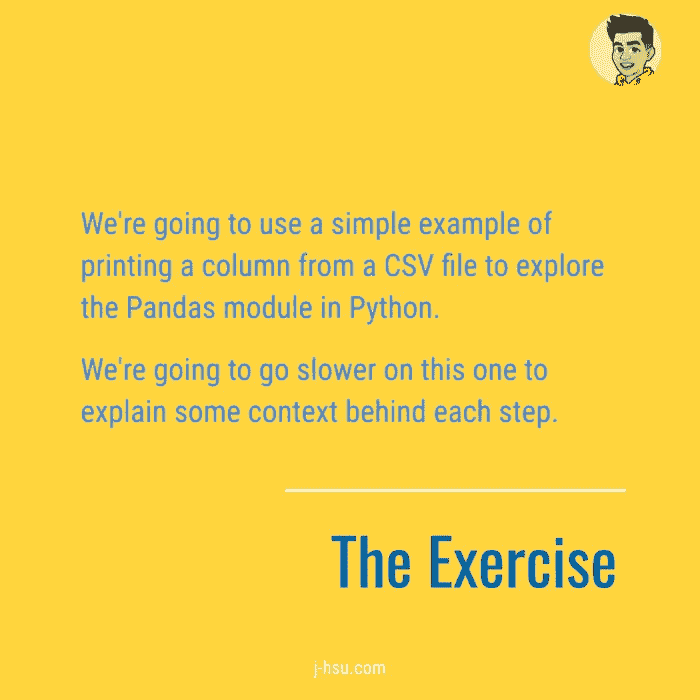 We're going to use a simple example of
printing a column from a CSV file to explore
the Pandas module in Python.
We're going to go slower on this one to
explain some context behind each step.
The Exercise
j-hsu.com